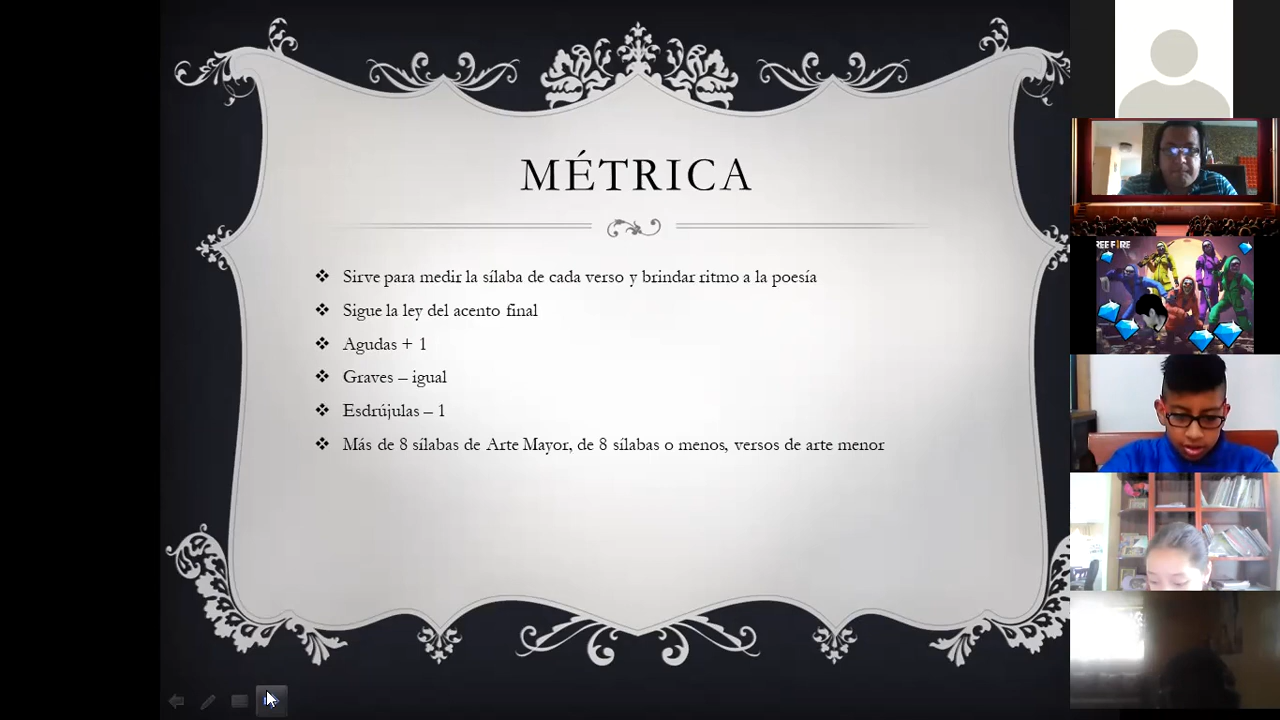 MÉTRICA
Sirve para medir la sílaba de cada verso y brindar ritmo a la poesía
Sigue la ley del acento final
Agudas + 1
Graves – igual
Esdrújulas – 1
Más de 8 sílabas de Arte Mayor, de 8 sílabas o menos, versos de arte menor
FREE FIRE